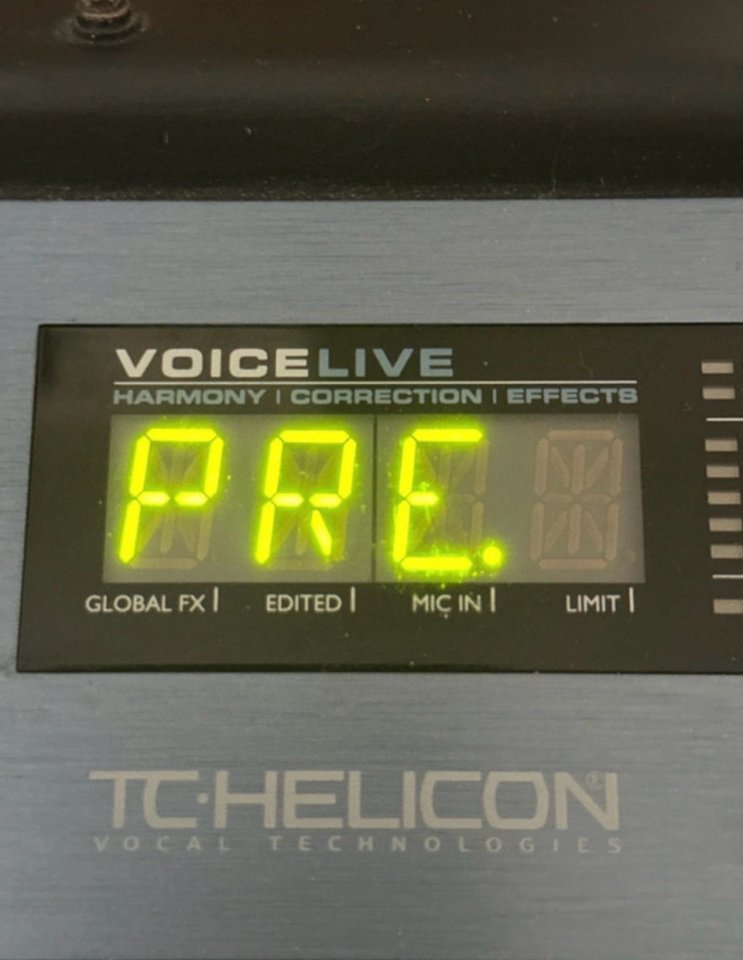 VOICELIVE
HARMONY | CORRECTION | EFFECTS
PRE.
GLOBAL FX | EDITED | MIC IN | LIMIT |
TC•HELICON®
VOCAL TECHNOLOGIES